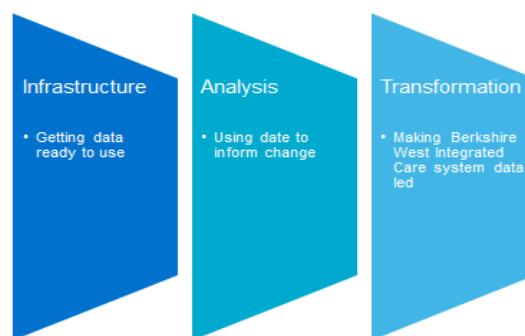 Infrastructure
• Getting data
ready to use
Analysis
• Using date to
inform change
Transformation
• Making Berkshire
West Integrated
Care system data
led